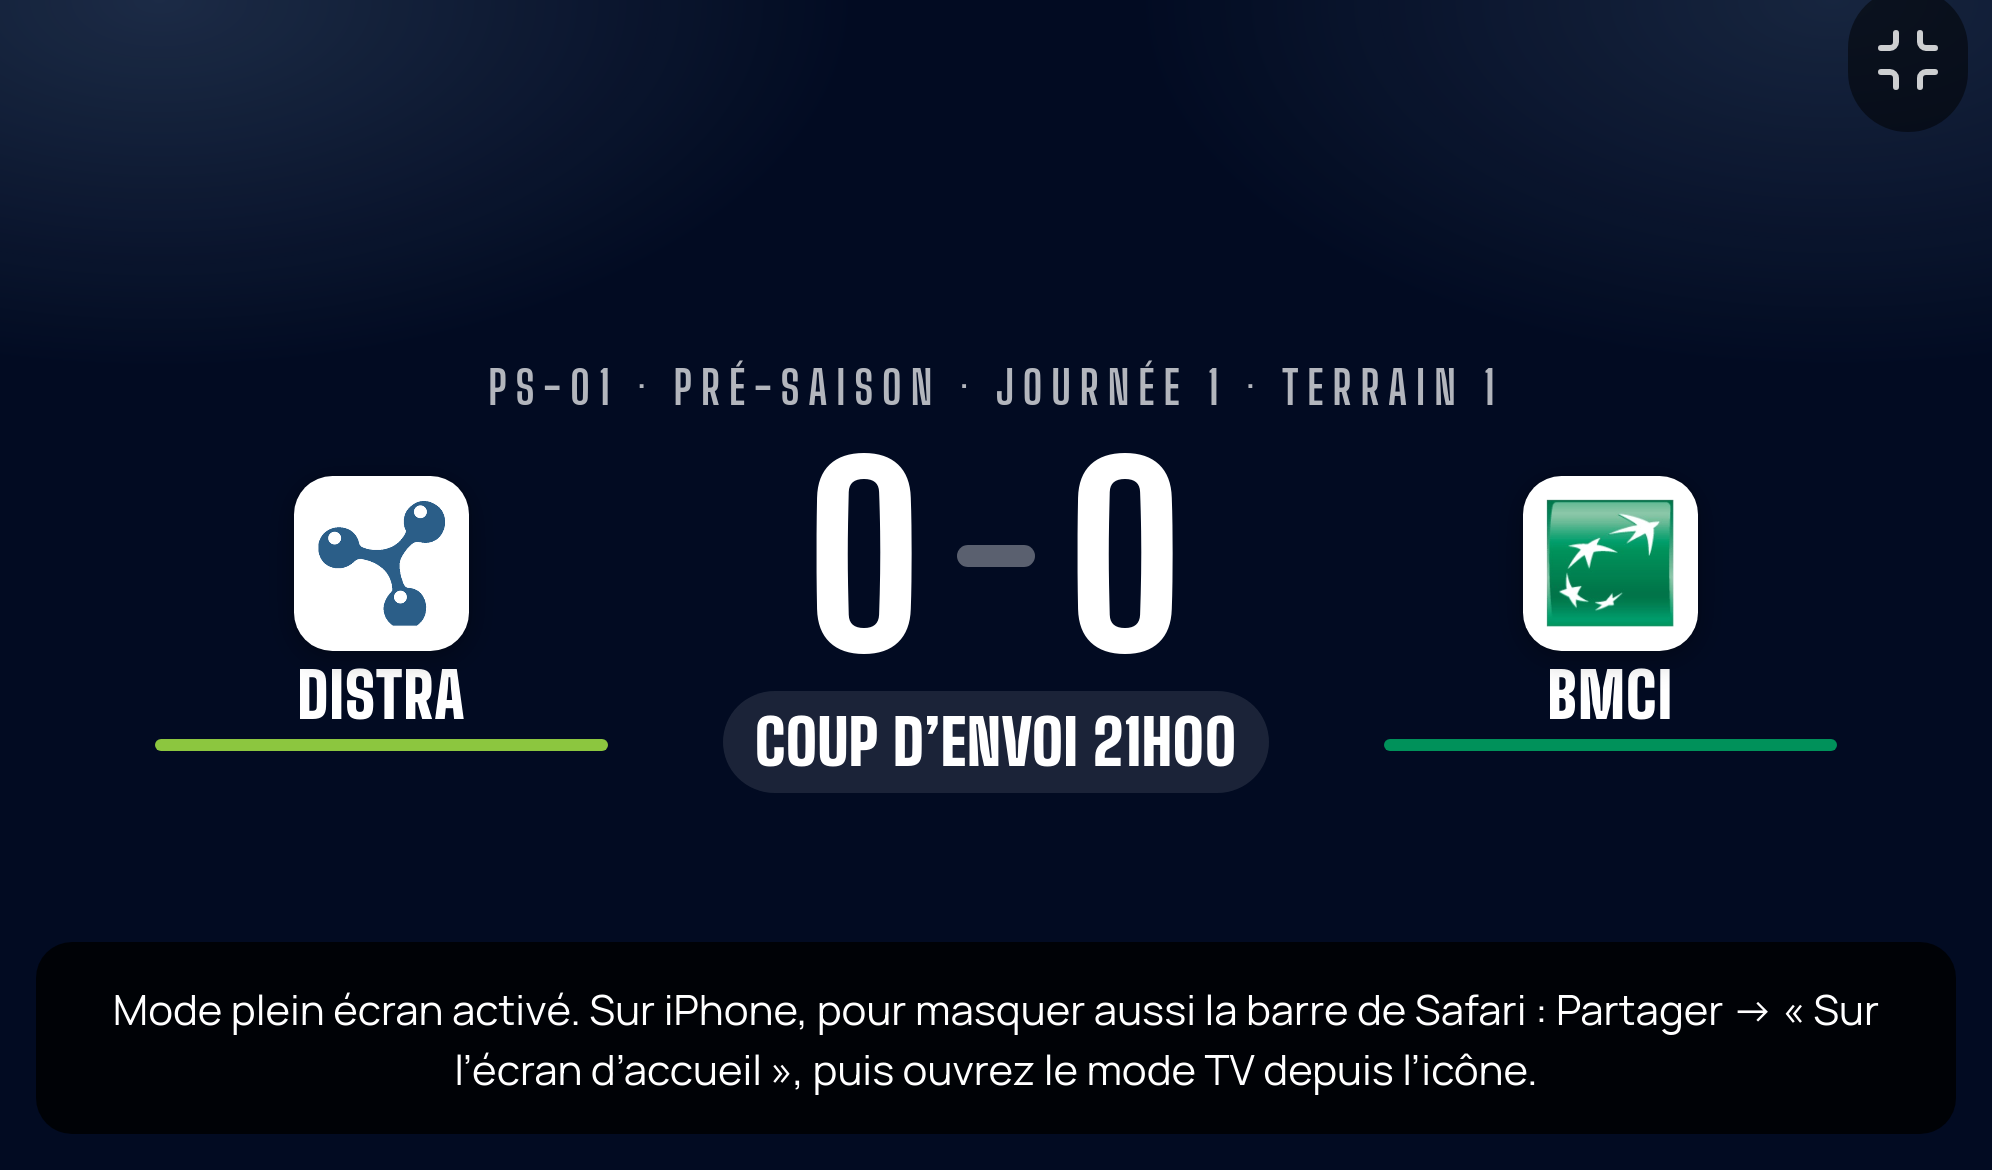 PS-01 · PRÉ-SAISON · JOURNÉE 1 · TERRAIN 1
0 - 0
DISTRA
BMCI
COUP D’ENVOI 21H00
Mode plein écran activé. Sur iPhone, pour masquer aussi la barre de Safari : Partager → « Sur
l’écran d’accueil », puis ouvrez le mode TV depuis l’icône.